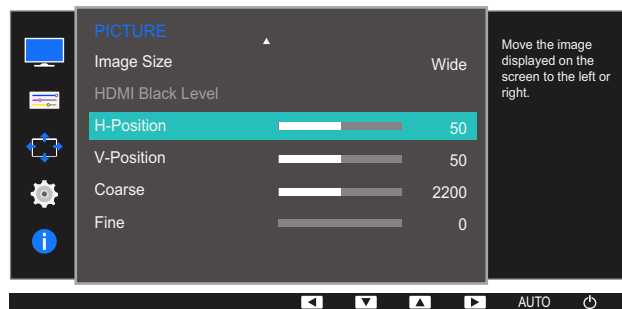 PICTURE
Image Size Wide
HDMI Black Level
H-Position 50
V-Position 50
Coarse 2200
Fine 0
Move the image
displayed on the
screen to the left or
right.
AUTO